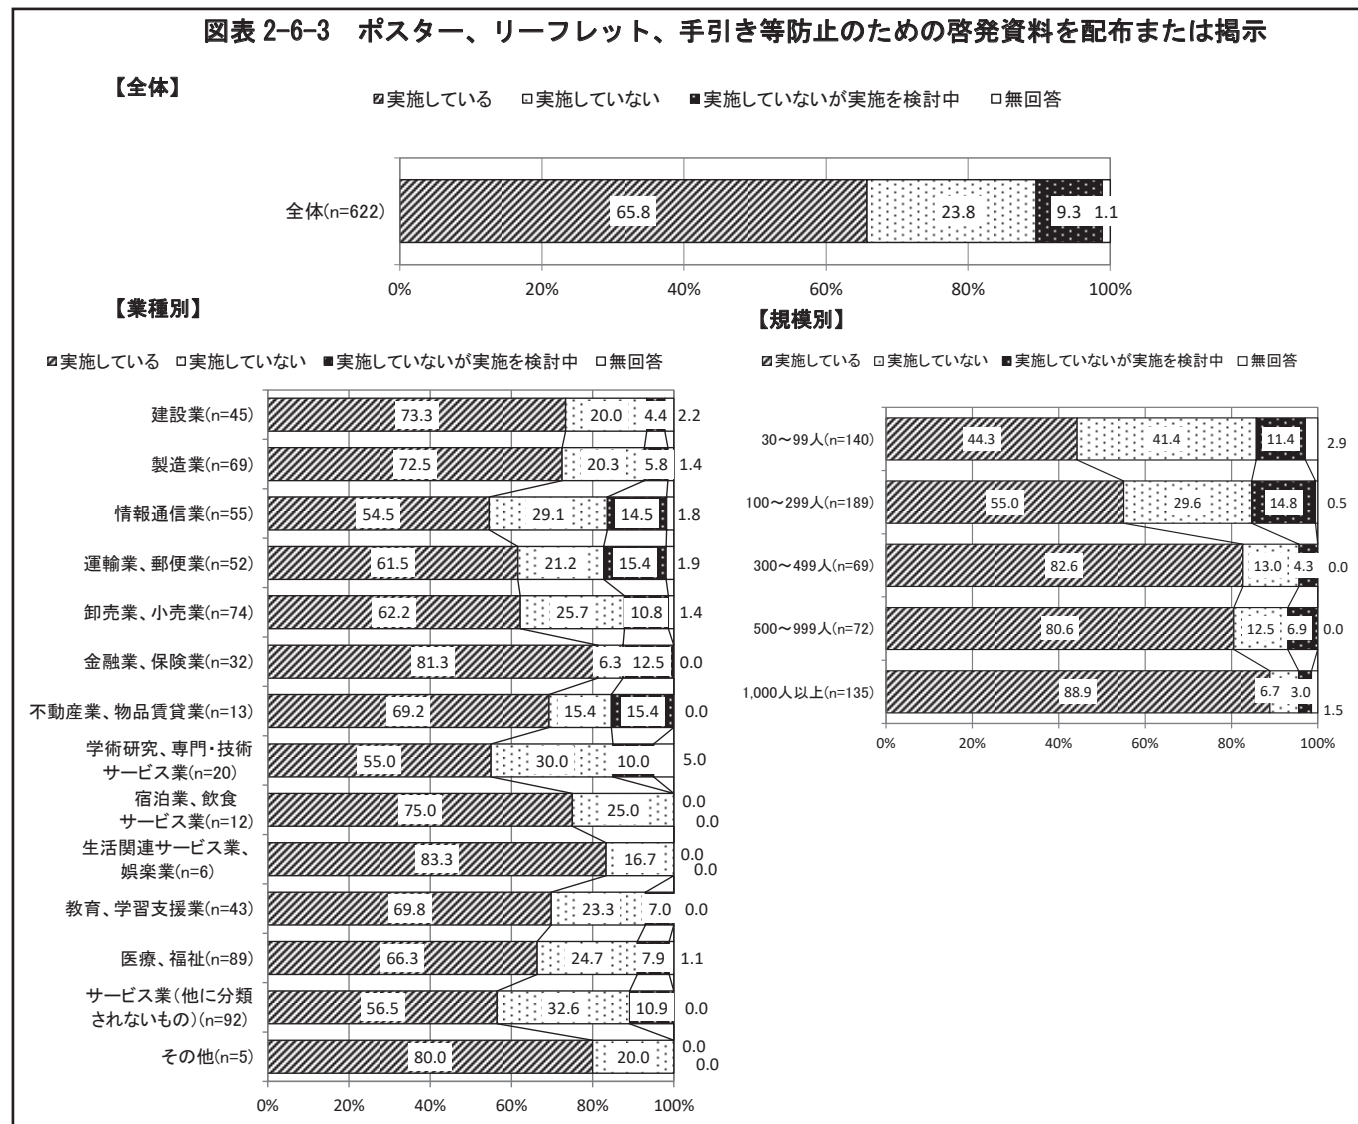 図表 2-6-3　ポスター、リーフレット、手引き等防止のための啓発資料を配布または掲示
【全体】
実施している 実施していない 実施していないが実施を検討中 無回答
全体(n=622) 65.8 23.8 9.3 1.1
0% 20% 40% 60% 80% 100%
【業種別】
実施している 実施していない 実施していないが実施を検討中 無回答
建設業(n=45) 73.3 20.0 4.4 2.2
製造業(n=69) 72.5 20.3 5.8 1.4
情報通信業(n=55) 54.5 29.1 14.5 1.8
運輸業、郵便業(n=52) 61.5 21.2 15.4 1.9
卸売業、小売業(n=74) 62.2 25.7 10.8 1.4
金融業、保険業(n=32) 81.3 6.3 12.5 0.0
不動産業、物品賃貸業(n=13) 69.2 15.4 15.4 0.0
学術研究、専門・技術
サービス業(n=20) 55.0 30.0 10.0 5.0
宿泊業、飲食
サービス業(n=12) 75.0 25.0 0.0 0.0
生活関連サービス業、
娯楽業(n=6) 83.3 16.7 0.0 0.0
教育、学習支援業(n=43) 69.8 23.3 7.0 0.0
医療、福祉(n=89) 66.3 24.7 7.9 1.1
サービス業（他に分類
されないもの）(n=92) 56.5 32.6 10.9 0.0
その他(n=5) 80.0 20.0 0.0 0.0
0% 20% 40% 60% 80% 100%
【規模別】
実施している 実施していない 実施していないが実施を検討中 無回答
30～99人(n=140) 44.3 41.4 11.4 2.9
100～299人(n=189) 55.0 29.6 14.8 0.5
300～499人(n=69) 82.6 13.0 4.3 0.0
500～999人(n=72) 80.6 12.5 6.9 0.0
1,000人以上(n=135) 88.9 6.7 3.0 1.5
0% 20% 40% 60% 80% 100%